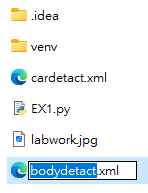 .idea
venv
cardetact.xml
EX1.py
labwork.jpg
bodydetact.xml